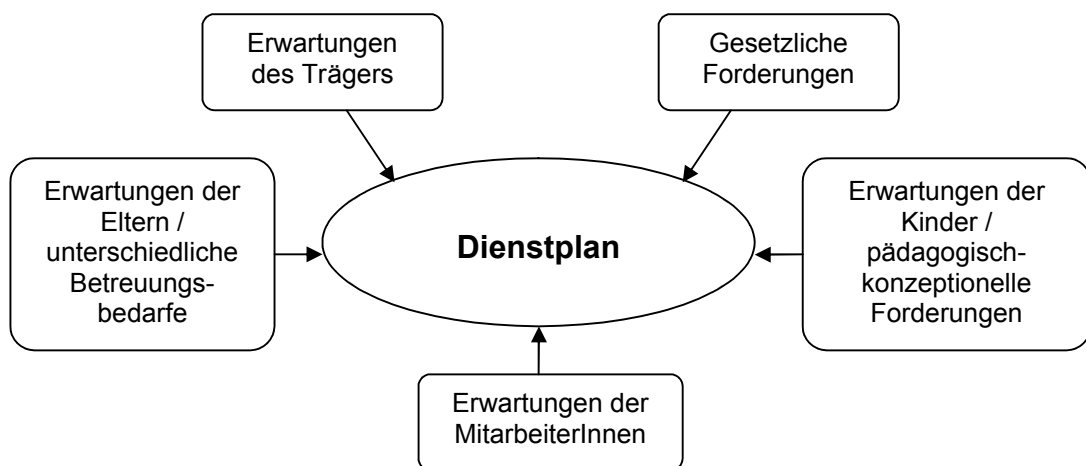 Erwartungen
des Trägers
Gesetzliche
Forderungen
Erwartungen der
Eltern /
unterschiedliche
Betreuungs-
bedarfe
Dienstplan
Erwartungen der
Kinder /
pädagogisch-
konzeptionelle
Forderungen
Erwartungen der
MitarbeiterInnen